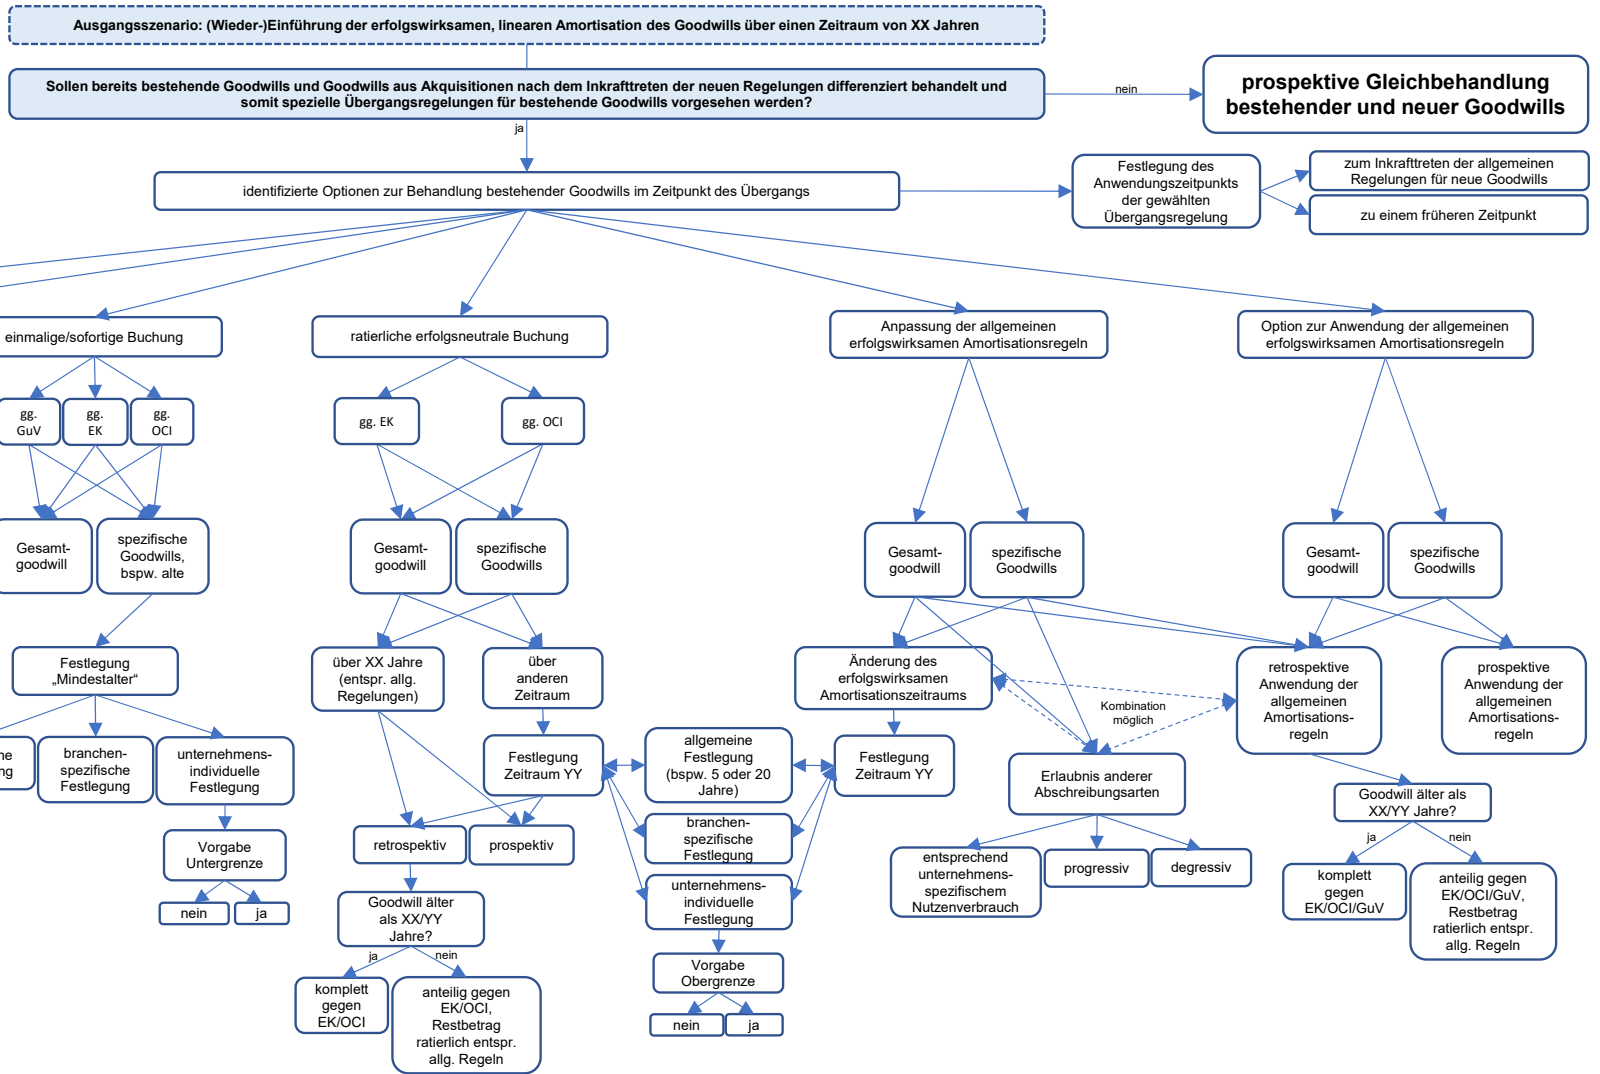 Ausgangsszenario: (Wieder-)Einführung der erfolgswirksamen, linearen Amortisation des Goodwills über einen Zeitraum von XX Jahren
Sollen bereits bestehende Goodwills und Goodwills aus Akquisitionen nach dem Inkrafttreten der neuen Regelungen differenziert behandelt und
somit spezielle Übergangsregelungen für bestehende Goodwills vorgesehen werden?
nein
prospektive Gleichbehandlung
bestehender und neuer Goodwills
ja
identifizierte Optionen zur Behandlung bestehender Goodwills im Zeitpunkt des Übergangs
Festlegung des
Anwendungszeitpunkts
der gewählten
Übergangsregelung
zum Inkrafttreten der allgemeinen
Regelungen für neue Goodwills
zu einem früheren Zeitpunkt
einmalige/sofortige Buchung
ratierliche erfolgsneutrale Buchung
Anpassung der allgemeinen
erfolgswirksamen Amortisationsregeln
Option zur Anwendung der allgemeinen
erfolgswirksamen Amortisationsregeln
gg.
GuV
gg.
EK
gg.
OCI
gg. EK
gg. OCI
Gesamt-
goodwill
spezifische
Goodwills,
bspw. alte
Gesamt-
goodwill
spezifische
Goodwills
Gesamt-
goodwill
spezifische
Goodwills
Gesamt-
goodwill
spezifische
Goodwills
Festlegung
„Mindestalter“
über XX Jahre
(entspr. allg.
Regelungen)
über
anderen
Zeitraum
Änderung des
erfolgswirksamen
Amortisationszeitraums
Kombination
möglich
retrospektive
Anwendung der
allgemeinen
Amortisations-
regeln
prospektive
Anwendung der
allgemeinen
Amortisations-
regeln
ne
ng
branchen-
spezifische
Festlegung
unternehmens-
individuelle
Festlegung
Festlegung
Zeitraum YY
allgemeine
Festlegung
(bspw. 5 oder 20
Jahre)
Festlegung
Zeitraum YY
Erlaubnis anderer
Abschreibungsarten
Goodwill älter als
XX/YY Jahre?
ja
nein
Vorgabe
Untergrenze
nein
ja
retrospektiv
prospektiv
branchen-
spezifische
Festlegung
unternehmens-
individuelle
Festlegung
entsprechend
unternehmens-
spezifischem
Nutzenverbrauch
progressiv
degressiv
komplett
gegen
EK/OCI/GuV
anteilig gegen
EK/OCI/GuV,
Restbetrag
ratierlich entspr.
allg. Regeln
Goodwill älter
als XX/YY
Jahre?
ja
nein
komplett
gegen
EK/OCI
anteilig gegen
EK/OCI,
Restbetrag
ratierlich entspr.
allg. Regeln
Vorgabe
Obergrenze
nein
ja